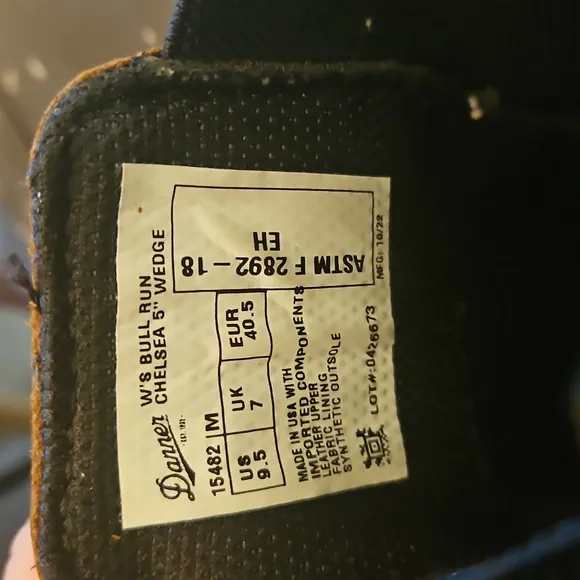 Danner
-EST. 1932-
W'S BULL RUN
CHELSEA 5" WEDGE
15482 M
US UK EUR
9.5 7 40.5
ASTM F 2892 - 18
EH
MADE IN USA WITH
IMPORTED COMPONENTS
LEATHER UPPER
FABRIC LINING
SYNTHETIC OUTSOLE
MFG: 10/22
LOT#:0426673